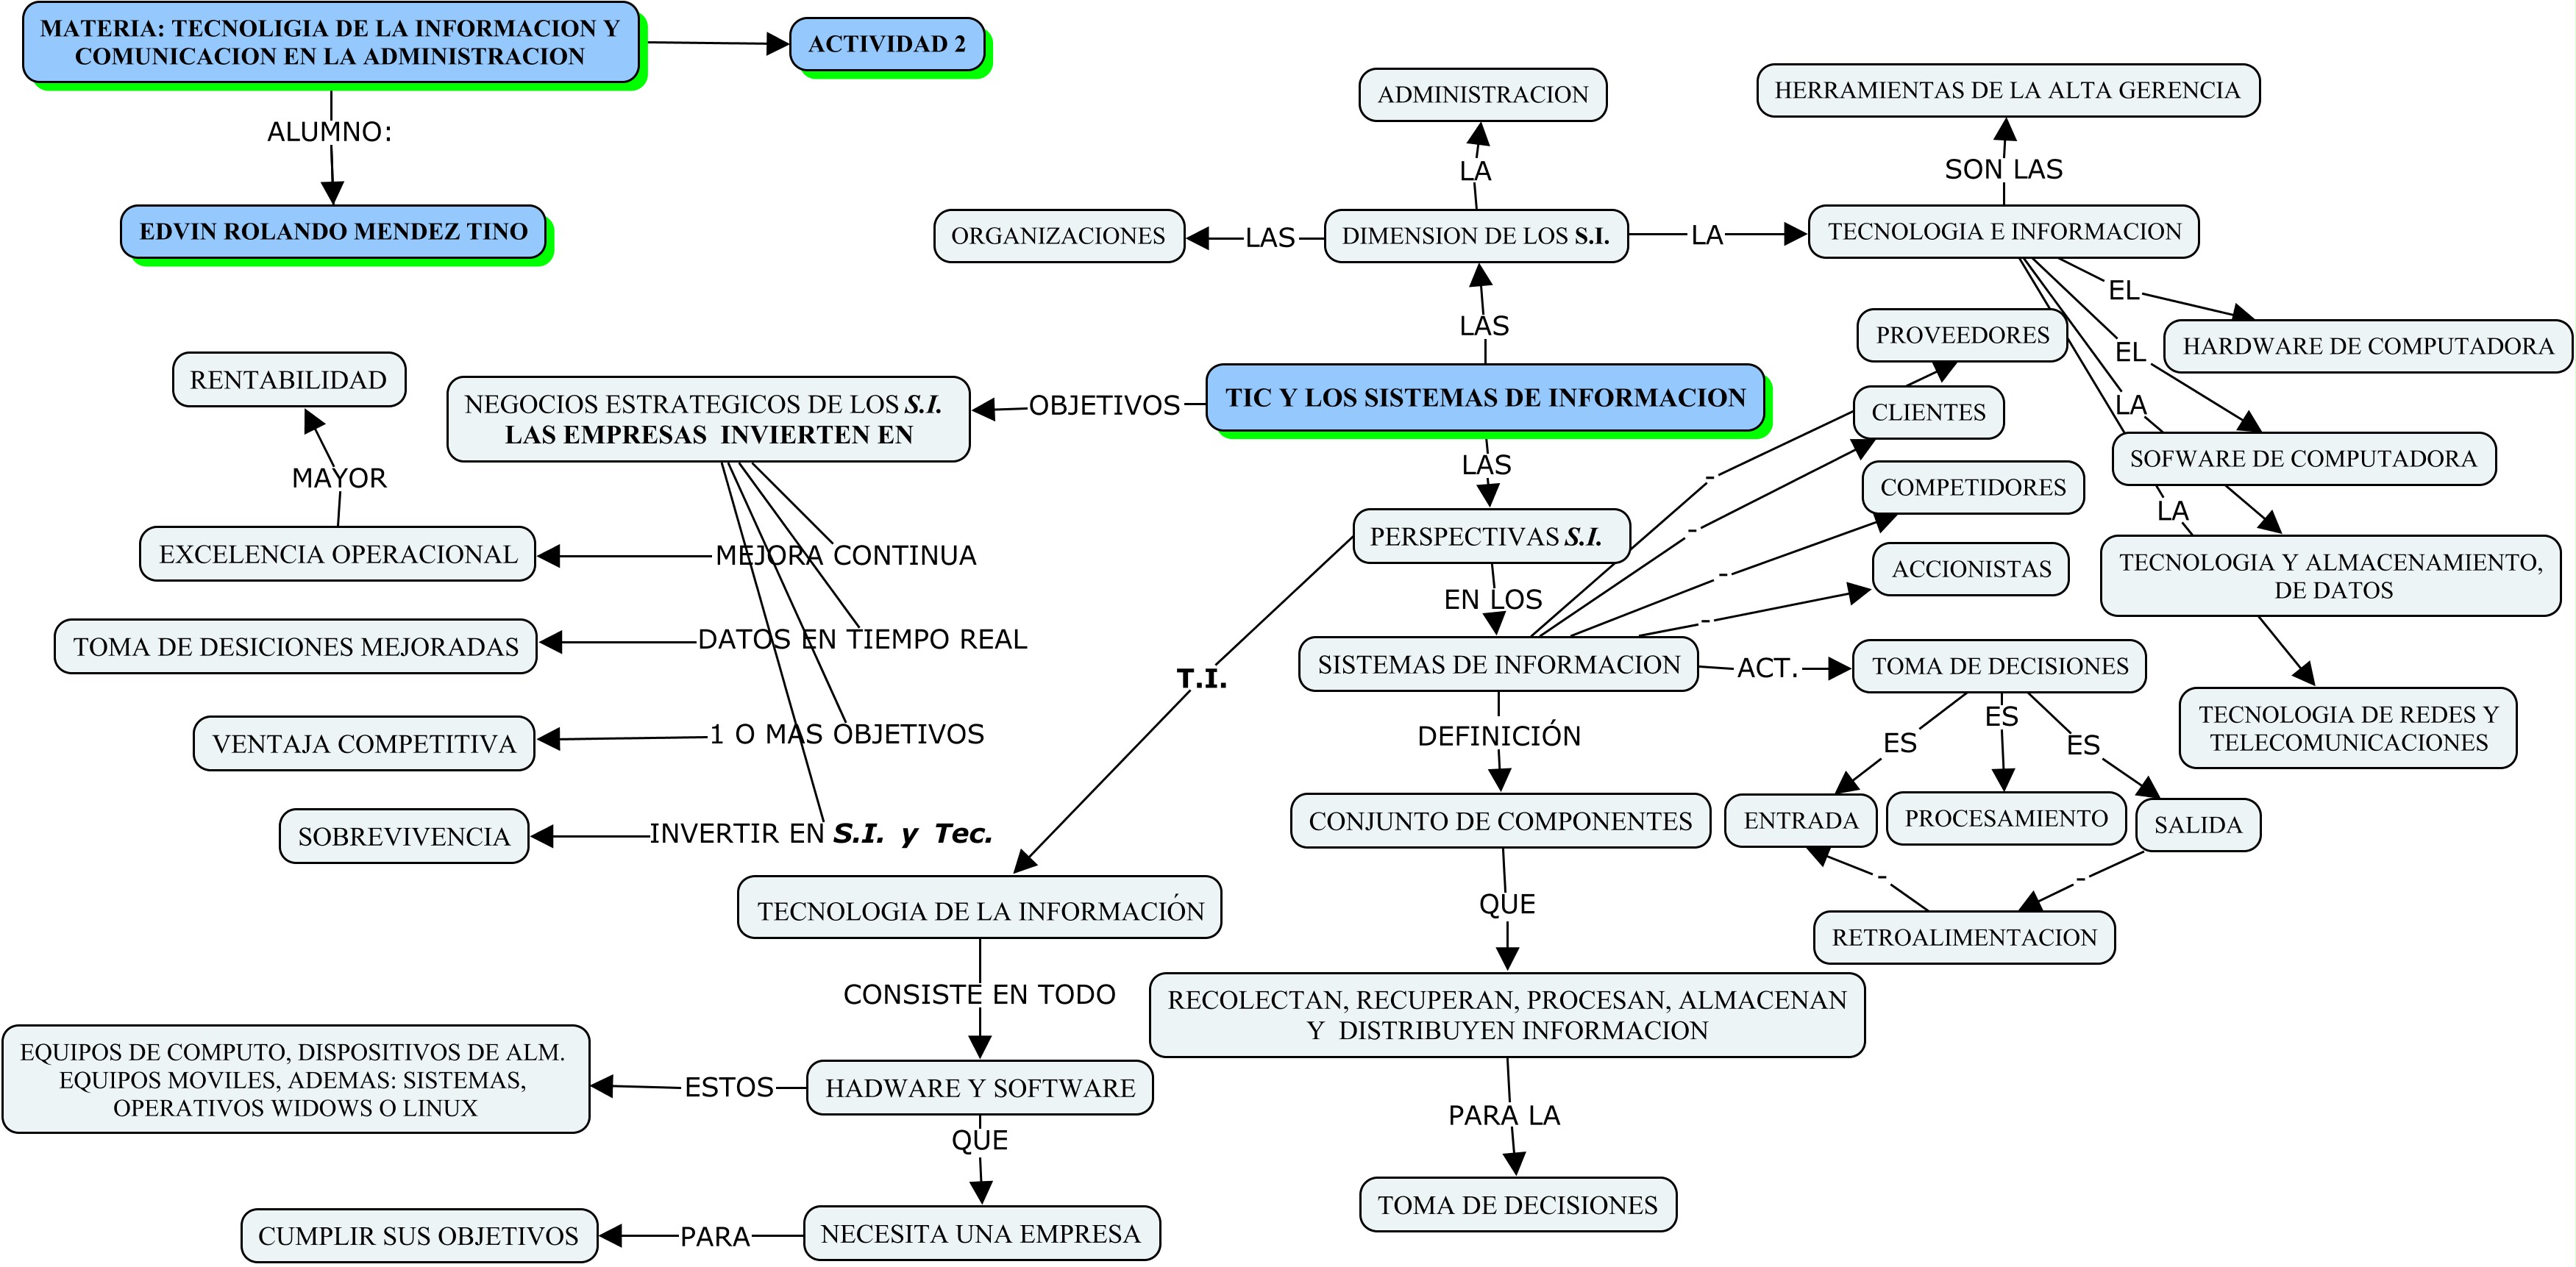 MATERIA: TECNOLIGIA DE LA INFORMACION Y
COMUNICACION EN LA ADMINISTRACION
ACTIVIDAD 2
ALUMNO:
EDVIN ROLANDO MENDEZ TINO
ADMINISTRACION
LA
ORGANIZACIONES
LAS
DIMENSION DE LOS S.I.
LA
TECNOLOGIA E INFORMACION
SON LAS
HERRAMIENTAS DE LA ALTA GERENCIA
EL
HARDWARE DE COMPUTADORA
EL
SOFWARE DE COMPUTADORA
LA
TECNOLOGIA Y ALMACENAMIENTO,
DE DATOS
LA
TECNOLOGIA DE REDES Y
TELECOMUNICACIONES
LAS
TIC Y LOS SISTEMAS DE INFORMACION
OBJETIVOS
NEGOCIOS ESTRATEGICOS DE LOS S.I.
LAS EMPRESAS INVIERTEN EN
RENTABILIDAD
MAYOR
EXCELENCIA OPERACIONAL
MEJORA CONTINUA
TOMA DE DESICIONES MEJORADAS
DATOS EN TIEMPO REAL
VENTAJA COMPETITIVA
1 O MAS OBJETIVOS
SOBREVIVENCIA
INVERTIR EN S.I. y Tec.
LAS
PERSPECTIVAS S.I.
EN LOS
SISTEMAS DE INFORMACION
-
PROVEEDORES
-
CLIENTES
-
COMPETIDORES
-
ACCIONISTAS
ACT.
TOMA DE DECISIONES
ES
ES
ES
ENTRADA
PROCESAMIENTO
SALIDA
-
-
RETROALIMENTACION
DEFINICIÓN
CONJUNTO DE COMPONENTES
QUE
RECOLECTAN, RECUPERAN, PROCESAN, ALMACENAN
Y DISTRIBUYEN INFORMACION
PARA LA
TOMA DE DECISIONES
T.I.
TECNOLOGIA DE LA INFORMACIÓN
CONSISTE EN TODO
HADWARE Y SOFTWARE
ESTOS
EQUIPOS DE COMPUTO, DISPOSITIVOS DE ALM.
EQUIPOS MOVILES, ADEMAS: SISTEMAS,
OPERATIVOS WIDOWS O LINUX
QUE
NECESITA UNA EMPRESA
PARA
CUMPLIR SUS OBJETIVOS